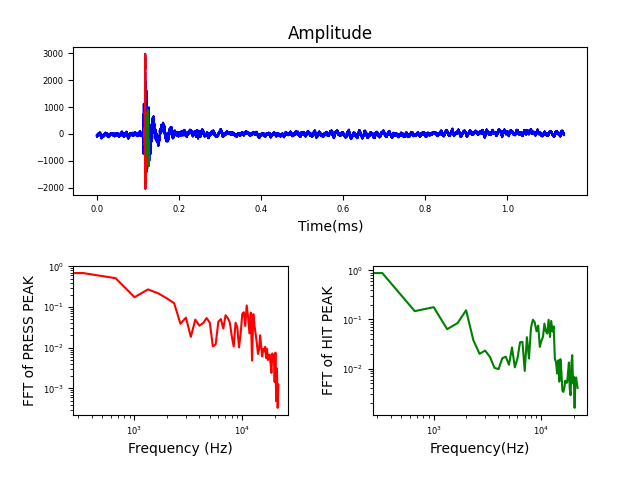 Amplitude
3000
2000
1000
0
−1000
−2000
0.0 0.2 0.4 0.6 0.8 1.0
Time(ms)
FFT of PRESS PEAK
10⁰
10⁻¹
10⁻²
10⁻³
10³ 10⁴
Frequency (Hz)
FFT of HIT PEAK
10⁰
10⁻¹
10⁻²
10³ 10⁴
Frequency(Hz)